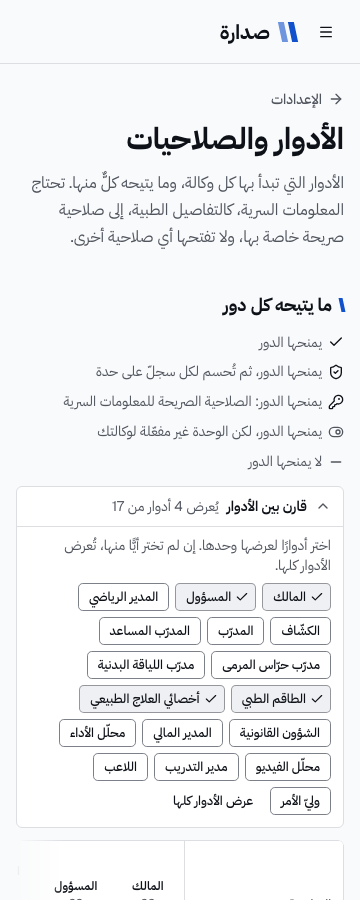 صدارة
الإعدادات
الأدوار والصلاحيات
الأدوار التي تبدأ بها كل وكالة، وما يتيحه كلٌّ منها. تحتاج
المعلومات السرية، كالتفاصيل الطبية، إلى صلاحية
صريحة خاصة بها، ولا تفتحها أي صلاحية أخرى.
ما يتيحه كل دور
يمنحها الدور
يمنحها الدور، ثم تُحسم لكل سجلّ على حدة
يمنحها الدور: الصلاحية الصريحة للمعلومات السرية
يمنحها الدور، لكن الوحدة غير مفعّلة لوكالتك
لا يمنحها الدور
قارن بين الأدوار يُعرض 4 أدوار من 17
اختر أدوارًا لعرضها وحدها. إن لم تختر أيًّا منها، تُعرض
الأدوار كلها.
المالك المسؤول المدير الرياضي
الكشّاف المدرّب المدرّب المساعد
مدرّب حرّاس المرمى مدرّب اللياقة البدنية
الطاقم الطبي أخصائي العلاج الطبيعي
الشؤون القانونية المدير المالي محلّل الأداء
محلّل الفيديو مدير التدريب اللاعب
وليّ الأمر عرض الأدوار كلها
المالك المسؤول